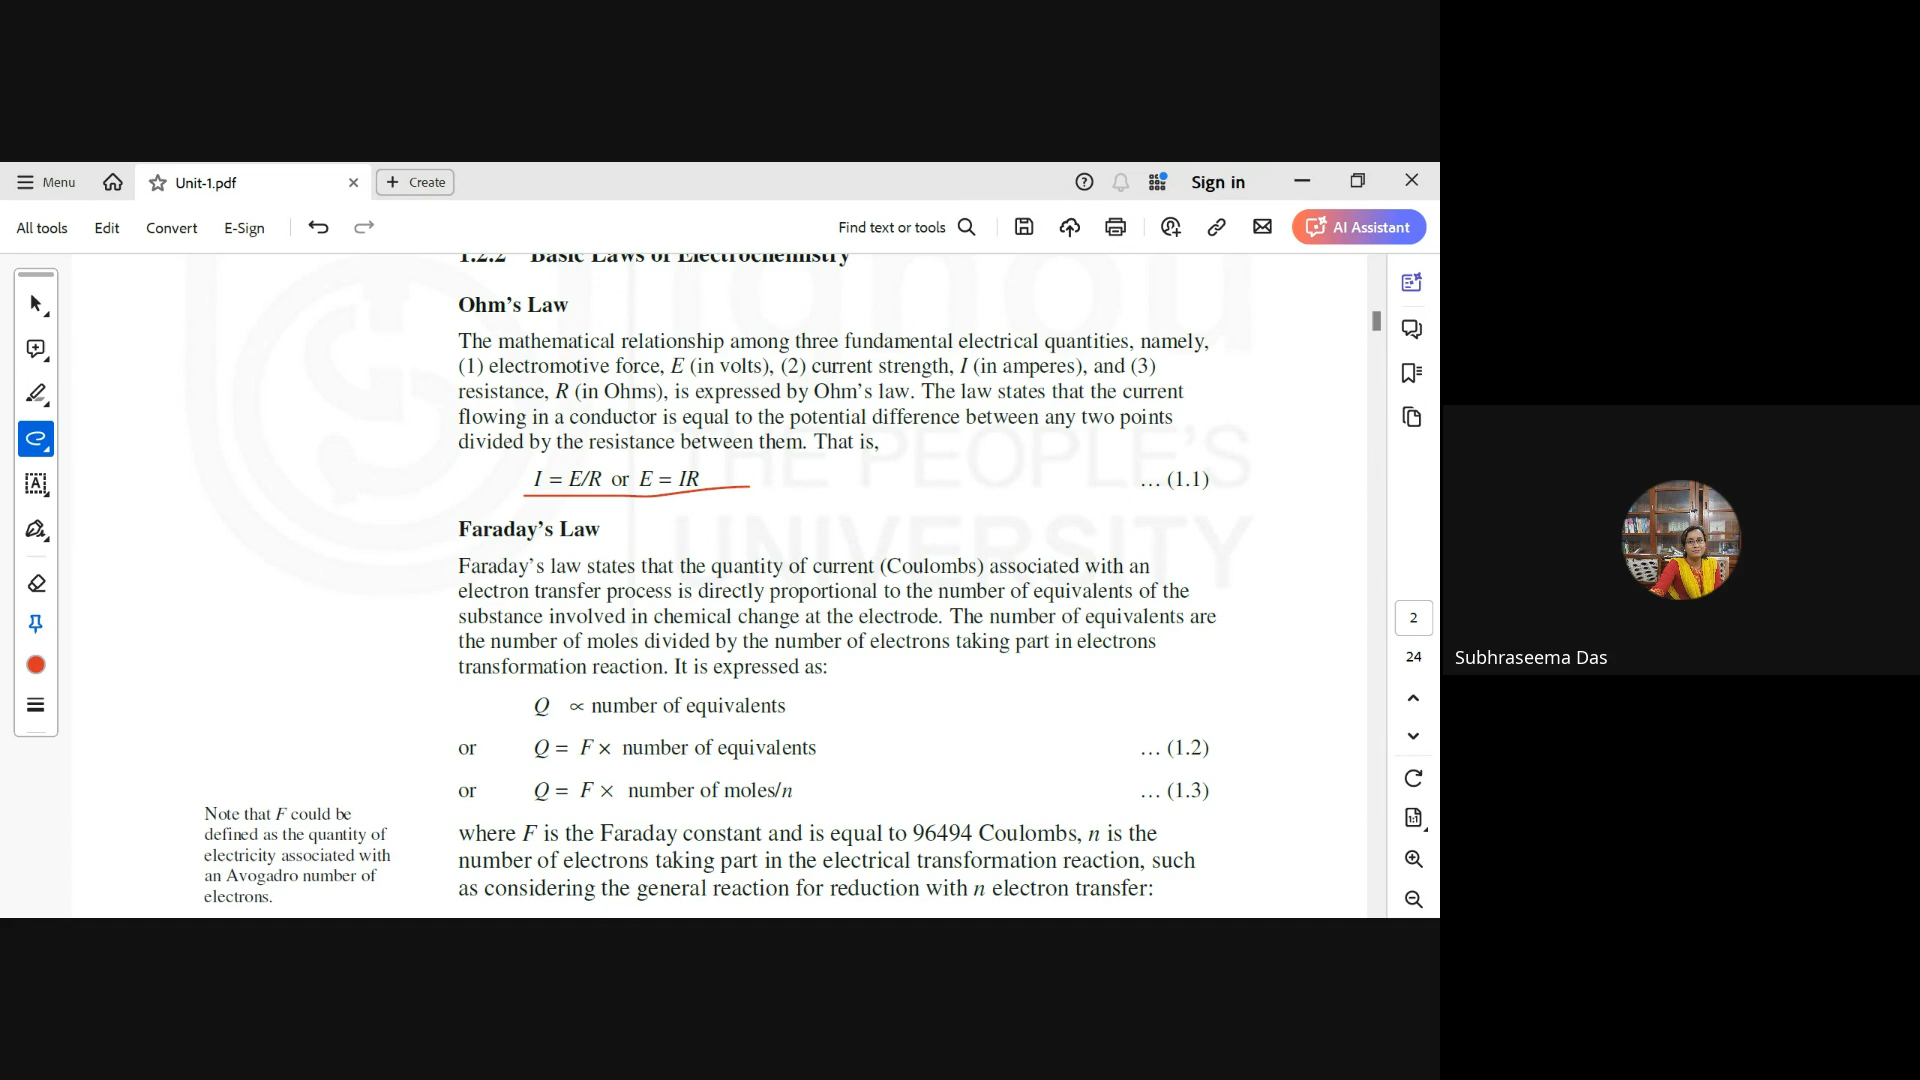 Menu
Unit-1.pdf
Create
Sign in
All tools
Edit
Convert
E-Sign
Find text or tools
AI Assistant
1.2.2 Basic Laws of Electrochemistry
Ohm's Law
The mathematical relationship among three fundamental electrical quantities, namely,
(1) electromotive force, E (in volts), (2) current strength, I (in amperes), and (3)
resistance, R (in Ohms), is expressed by Ohm's law. The law states that the current
flowing in a conductor is equal to the potential difference between any two points
divided by the resistance between them. That is,
I = E/R or E = IR … (1.1)
THE PEOPLE'S
UNIVERSITY
Faraday's Law
Faraday's law states that the quantity of current (Coulombs) associated with an
electron transfer process is directly proportional to the number of equivalents of the
substance involved in chemical change at the electrode. The number of equivalents are
the number of moles divided by the number of electrons taking part in electrons
transformation reaction. It is expressed as:
Q ∝ number of equivalents
or Q = F × number of equivalents … (1.2)
or Q = F × number of moles/n … (1.3)
Note that F could be
defined as the quantity of
electricity associated with
an Avogadro number of
electrons.
where F is the Faraday constant and is equal to 96494 Coulombs, n is the
number of electrons taking part in the electrical transformation reaction, such
as considering the general reaction for reduction with n electron transfer:
2
24
Subhraseema Das